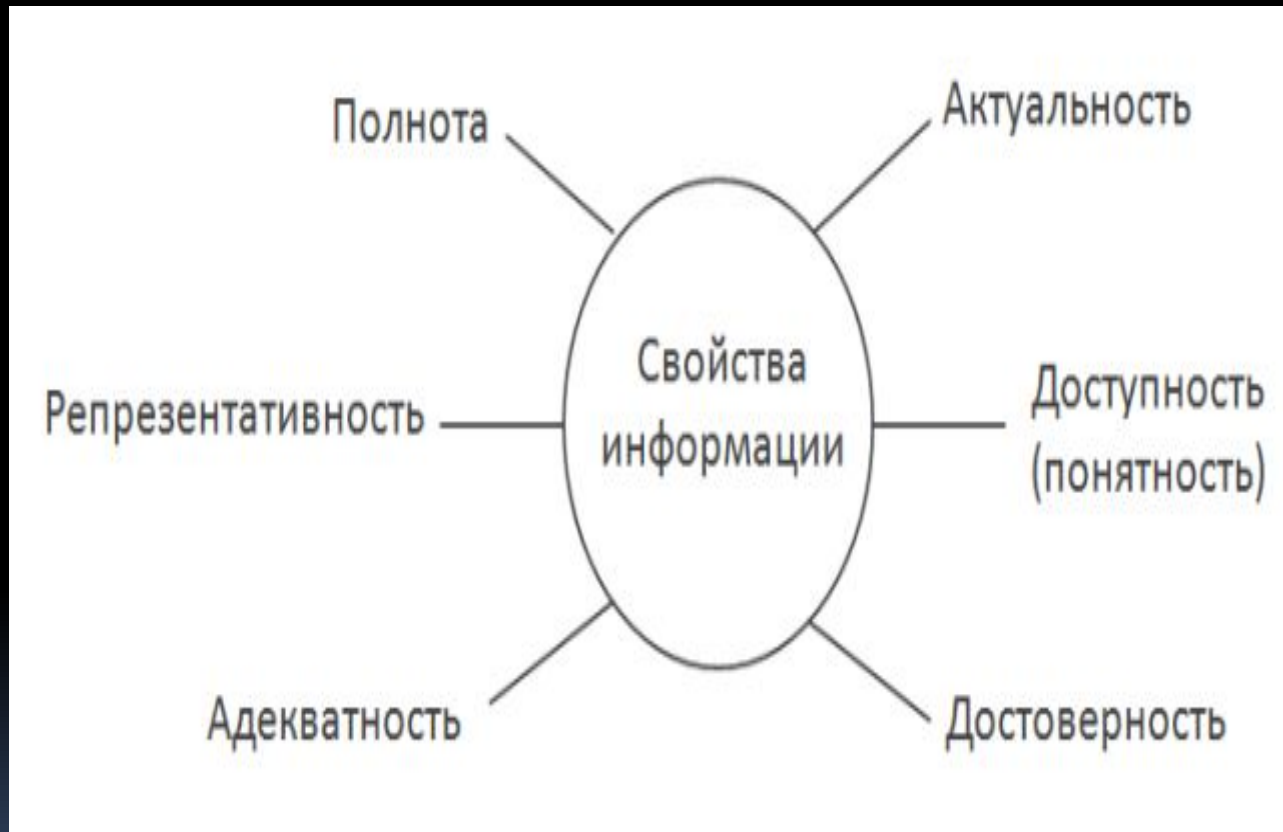 Полнота
Актуальность
Свойства
информации
Репрезентативность
Доступность
(понятность)
Адекватность
Достоверность